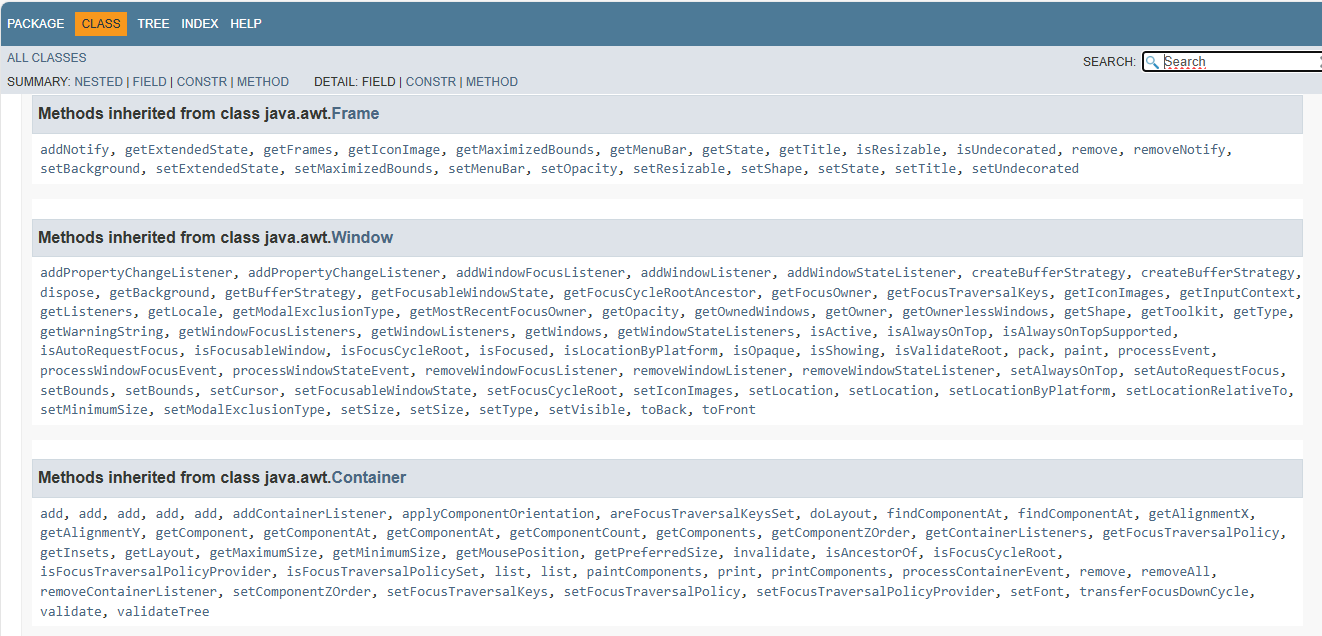 PACKAGE CLASS TREE INDEX HELP
ALL CLASSES
SEARCH: Search
SUMMARY: NESTED | FIELD | CONSTR | METHOD DETAIL: FIELD | CONSTR | METHOD
Methods inherited from class java.awt.Frame
addNotify, getExtendedState, getFrames, getIconImage, getMaximizedBounds, getMenuBar, getState, getTitle, isResizable, isUndecorated, remove, removeNotify,
setBackground, setExtendedState, setMaximizedBounds, setMenuBar, setOpacity, setResizable, setShape, setState, setTitle, setUndecorated
Methods inherited from class java.awt.Window
addPropertyChangeListener, addPropertyChangeListener, addWindowFocusListener, addWindowListener, addWindowStateListener, createBufferStrategy, createBufferStrategy,
dispose, getBackground, getBufferStrategy, getFocusableWindowState, getFocusCycleRootAncestor, getFocusOwner, getFocusTraversalKeys, getIconImages, getInputContext,
getListeners, getLocale, getModalExclusionType, getMostRecentFocusOwner, getOpacity, getOwnedWindows, getOwner, getOwnerlessWindows, getShape, getToolkit, getType,
getWarningString, getWindowFocusListeners, getWindowListeners, getWindows, getWindowStateListeners, isActive, isAlwaysOnTop, isAlwaysOnTopSupported,
isAutoRequestFocus, isFocusableWindow, isFocusCycleRoot, isFocused, isLocationByPlatform, isOpaque, isShowing, isValidateRoot, pack, paint, processEvent,
processWindowFocusEvent, processWindowStateEvent, removeWindowFocusListener, removeWindowListener, removeWindowStateListener, setAlwaysOnTop, setAutoRequestFocus,
setBounds, setBounds, setCursor, setFocusableWindowState, setFocusCycleRoot, setIconImages, setLocation, setLocation, setLocationByPlatform, setLocationRelativeTo,
setMinimumSize, setModalExclusionType, setSize, setSize, setType, setVisible, toBack, toFront
Methods inherited from class java.awt.Container
add, add, add, add, add, addContainerListener, applyComponentOrientation, areFocusTraversalKeysSet, doLayout, findComponentAt, findComponentAt, getAlignmentX,
getAlignmentY, getComponent, getComponentAt, getComponentAt, getComponentCount, getComponents, getComponentZOrder, getContainerListeners, getFocusTraversalPolicy,
getInsets, getLayout, getMaximumSize, getMinimumSize, getMousePosition, getPreferredSize, invalidate, isAncestorOf, isFocusCycleRoot,
isFocusTraversalPolicyProvider, isFocusTraversalPolicySet, list, list, paintComponents, print, printComponents, processContainerEvent, remove, removeAll,
removeContainerListener, setComponentZOrder, setFocusTraversalKeys, setFocusTraversalPolicy, setFocusTraversalPolicyProvider, setFont, transferFocusDownCycle,
validate, validateTree